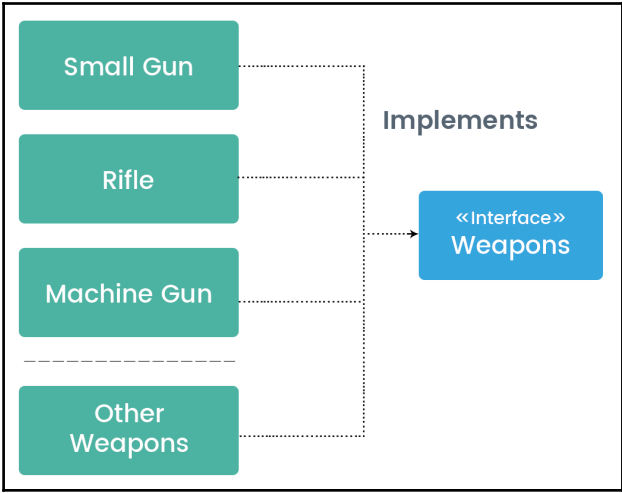 Small Gun
Implements
Rifle
«Interface»
Weapons
Machine Gun
Other
Weapons